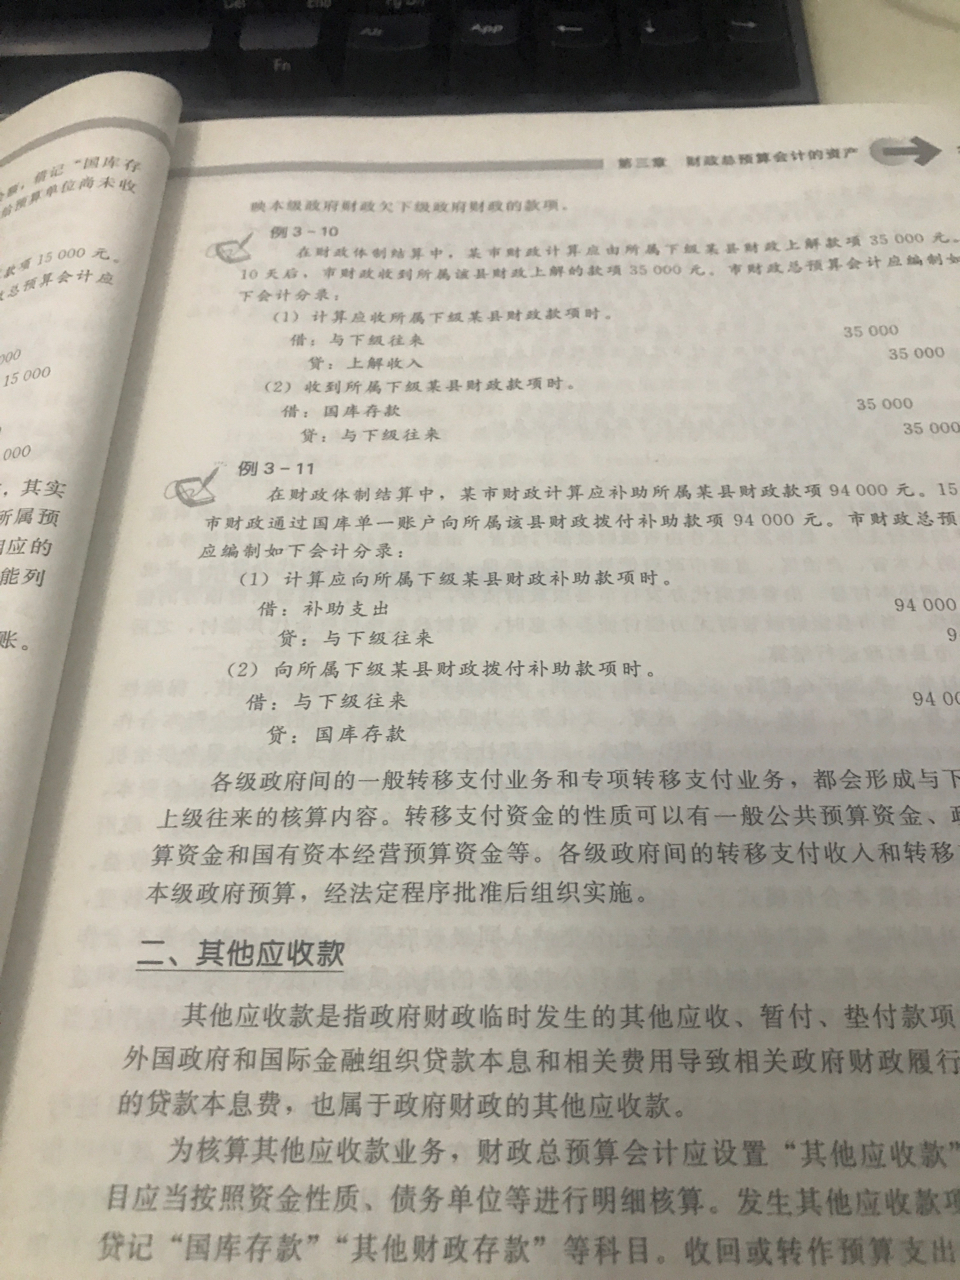 Del
End
Alt
App
Fn
额，借记“国库存
给预算单位尚未收
款项 15 000 元。
总预算会计应
000
15 000
000
，其实
所属预
相应的
能列
账。
第三章 财政总预算会计的资产
映本级政府财政欠下级政府财政的款项。
例 3－10
在财政体制结算中，某市财政计算应由所属下级某县财政上解款项 35 000 元。
10 天后，市财政收到所属该县财政上解的款项 35 000 元。市财政总预算会计应编制如
下会计分录：
（1）计算应收所属下级某县财政款项时。
借：与下级往来 35 000
贷：上解收入 35 000
（2）收到所属下级某县财政款项时。
借：国库存款 35 000
贷：与下级往来 35 000
例 3－11
在财政体制结算中，某市财政计算应补助所属某县财政款项 94 000 元。15
市财政通过国库单一账户向所属该县财政拨付补助款项 94 000 元。市财政总预
应编制如下会计分录：
（1）计算应向所属下级某县财政补助款项时。
借：补助支出 94 000
贷：与下级往来 9
（2）向所属下级某县财政拨付补助款项时。
借：与下级往来 94 00
贷：国库存款
各级政府间的一般转移支付业务和专项转移支付业务，都会形成与下
上级往来的核算内容。转移支付资金的性质可以有一般公共预算资金、政
算资金和国有资本经营预算资金等。各级政府间的转移支付收入和转移
本级政府预算，经法定程序批准后组织实施。
二、其他应收款
其他应收款是指政府财政临时发生的其他应收、暂付、垫付款项
外国政府和国际金融组织贷款本息和相关费用导致相关政府财政履行
的贷款本息费，也属于政府财政的其他应收款。
为核算其他应收款业务，财政总预算会计应设置“其他应收款”
目应当按照资金性质、债务单位等进行明细核算。发生其他应收款项
贷记“国库存款”“其他财政存款”等科目。收回或转作预算支出